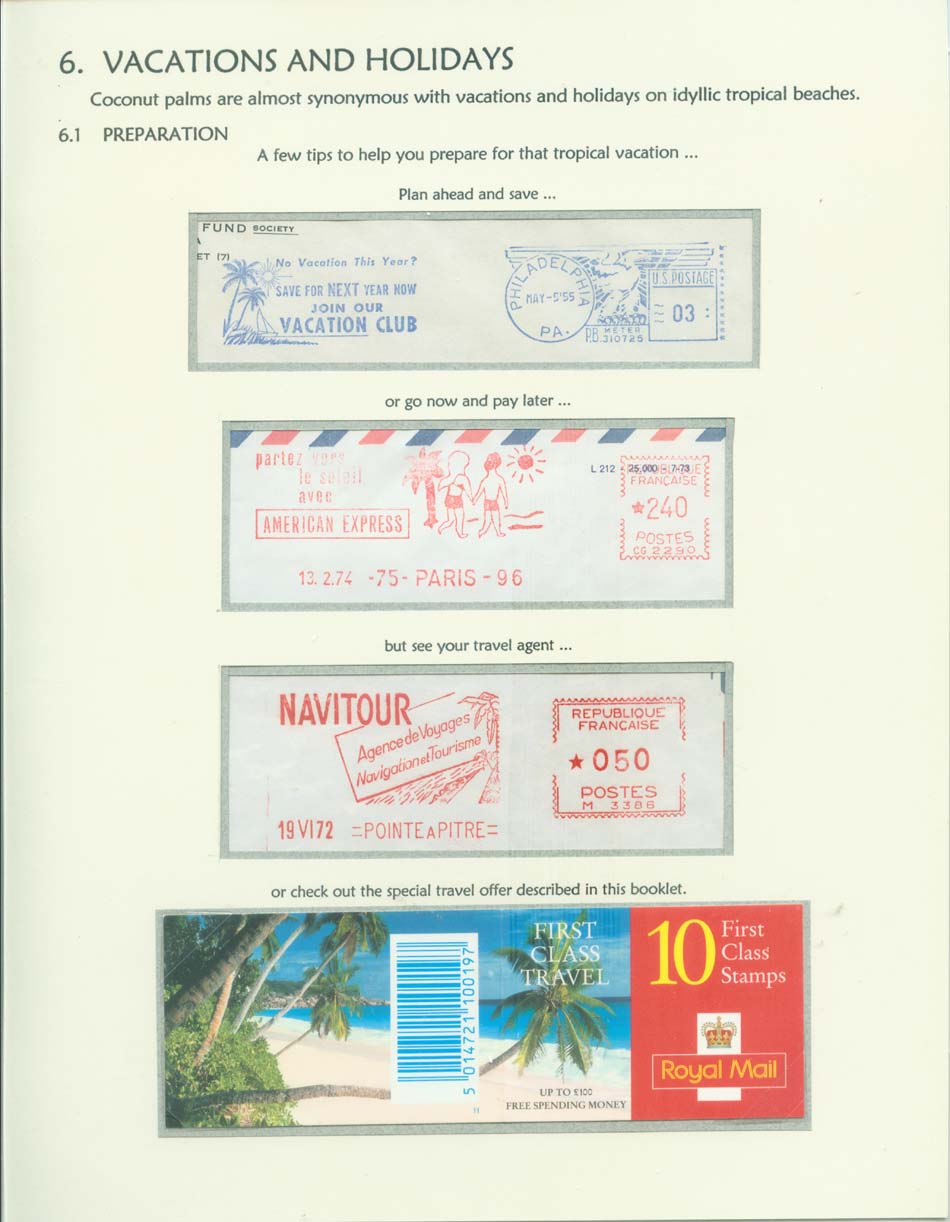 6. VACATIONS AND HOLIDAYS
Coconut palms are almost synonymous with vacations and holidays on idyllic tropical beaches.
6.1 PREPARATION
A few tips to help you prepare for that tropical vacation ...
Plan ahead and save ...
FUND SOCIETY
A
ET (7)
No Vacation This Year?
SAVE FOR NEXT YEAR NOW
JOIN OUR
VACATION CLUB
PHILADELPHIA
MAY-5'55
PA.
U.S. POSTAGE
03
METER
P.B. 310725
or go now and pay later ...
partez vers
le soleil
avec
AMERICAN EXPRESS
L 212 - 25,000 - 7-73
REPUBLIQUE
FRANÇAISE
★240
POSTES
CG 2290
13.2.74 -75- PARIS - 96
but see your travel agent ...
NAVITOUR
Agence de Voyages
Navigation et Tourisme
19 VI 72 =POINTE A PITRE=
REPUBLIQUE
FRANÇAISE
★ 050
POSTES
M 3386
or check out the special travel offer described in this booklet.
5 014721 100197
H
FIRST
CLASS
TRAVEL
UP TO £100
FREE SPENDING MONEY
10 First
Class
Stamps
Royal Mail